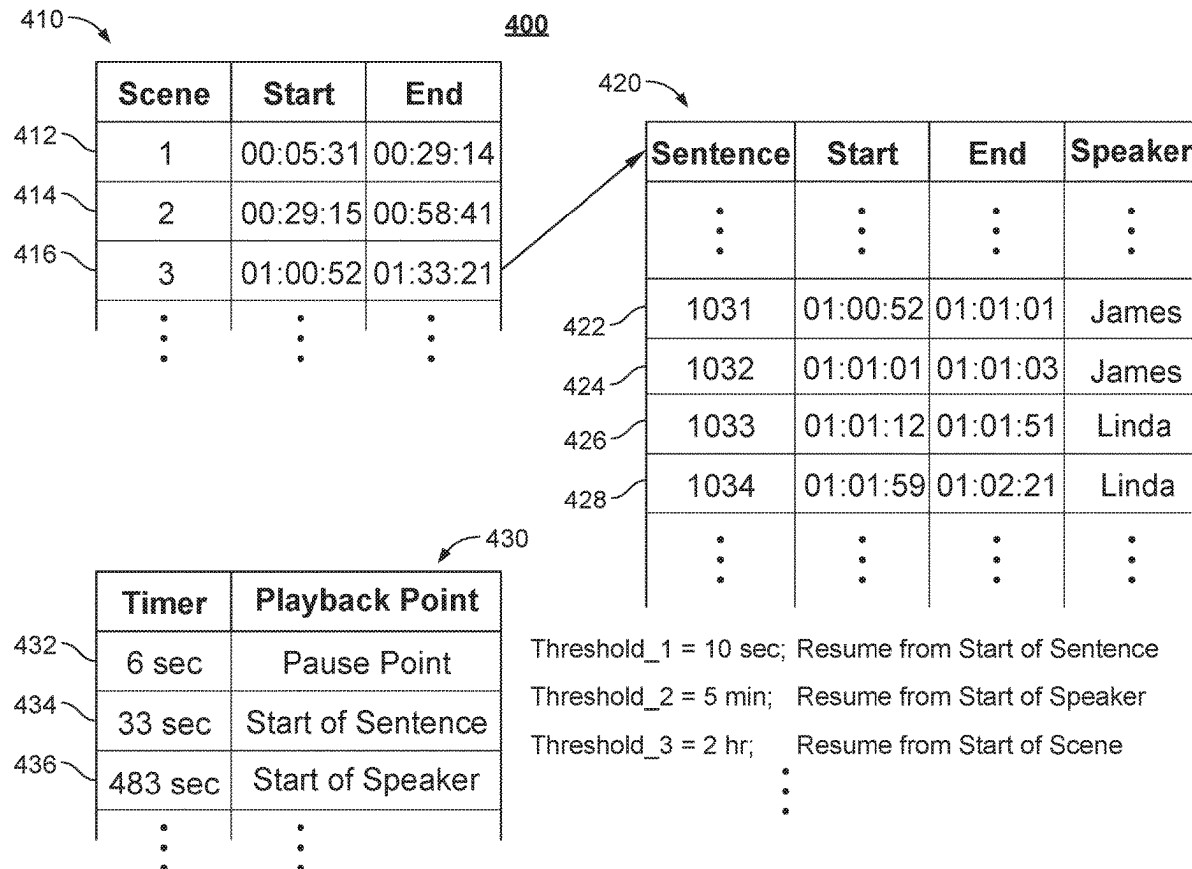 400
410
Scene Start End
412 1 00:05:31 00:29:14
414 2 00:29:15 00:58:41
416 3 01:00:52 01:33:21
420
Sentence Start End Speaker
422 1031 01:00:52 01:01:01 James
424 1032 01:01:01 01:01:03 James
426 1033 01:01:12 01:01:51 Linda
428 1034 01:01:59 01:02:21 Linda
430
Timer Playback Point
432 6 sec Pause Point
434 33 sec Start of Sentence
436 483 sec Start of Speaker
Threshold_1 = 10 sec; Resume from Start of Sentence
Threshold_2 = 5 min; Resume from Start of Speaker
Threshold_3 = 2 hr; Resume from Start of Scene